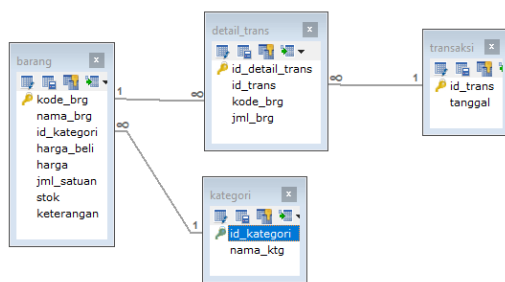 barang
kode_brg
nama_brg
id_kategori
harga_beli
harga
jml_satuan
stok
keterangan
1
∞
∞
1
detail_trans
id_detail_trans
id_trans
kode_brg
jml_brg
∞
1
transaksi
id_trans
tanggal
kategori
id_kategori
nama_ktg